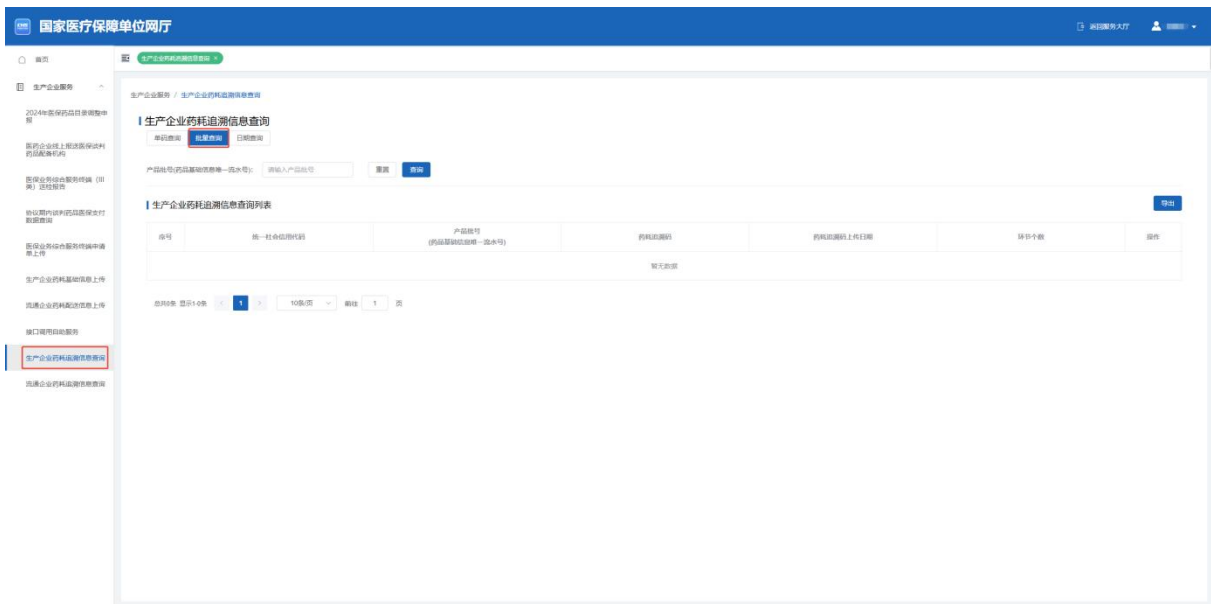 国家医疗保障单位网厅
返回服务大厅
首页
生产企业药耗追溯信息查询 ×
生产企业服务
生产企业服务 / 生产企业药耗追溯信息查询
2024年医保药品目录调整申
报
生产企业药耗追溯信息查询
单码查询 批量查询 日期查询
医药企业线上报送医保谈判
药品配备机构
产品批号(药品基础信息唯一流水号): 请输入产品批号 重置 查询
医保业务综合服务终端（III
类）送检报告
生产企业药耗追溯信息查询列表 导出
协议期内谈判药品医保支付
数据查询
序号 统一社会信用代码 产品批号
(药品基础信息唯一流水号) 药耗追溯码 药耗追溯码上传日期 环节个数 操作
医保业务综合服务终端申请
单上传
暂无数据
生产企业药耗基础信息上传
流通企业药耗配送信息上传
总共0条 显示1-0条 < 1 > 10条/页 前往 1 页
接口调用自助服务
生产企业药耗追溯信息查询
流通企业药耗追溯信息查询